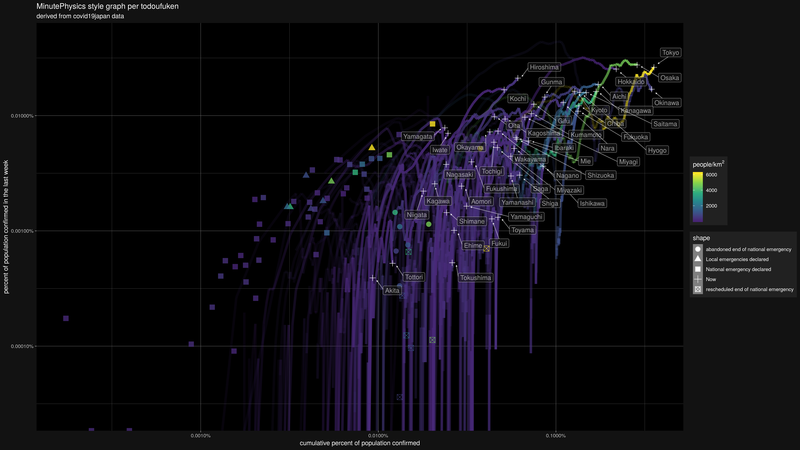 MinutePhysics style graph per todoufuken
derived from covid19japan data
Tokyo
Hiroshima
Osaka
Gunma
Hokkaido
Aichi
Okinawa
Kochi
Kyoto
Kanagawa
Gifu
Chiba
Saitama
Oita
Kagoshima
Kumamoto
Fukuoka
Yamagata
Iwate
Okayama
Ibaraki
Nara
Hyogo
Wakayama
Mie
Miyagi
Nagasaki
Tochigi
Nagano
Shizuoka
Fukushima
Saga
Miyazaki
Kagawa
Aomori
Yamanashi
Shiga
Ishikawa
Niigata
Shimane
Yamaguchi
Toyama
Ehime
Fukui
Tottori
Tokushima
Akita
0.01000%
0.00100%
0.00010%
percent of population confirmed in the last week
0.0010%
0.0100%
0.1000%
cumulative percent of population confirmed
people/km²
6000
4000
2000
shape
abandoned end of national emergency
Local emergencies declared
National emergency declared
Now
rescheduled end of national emergency